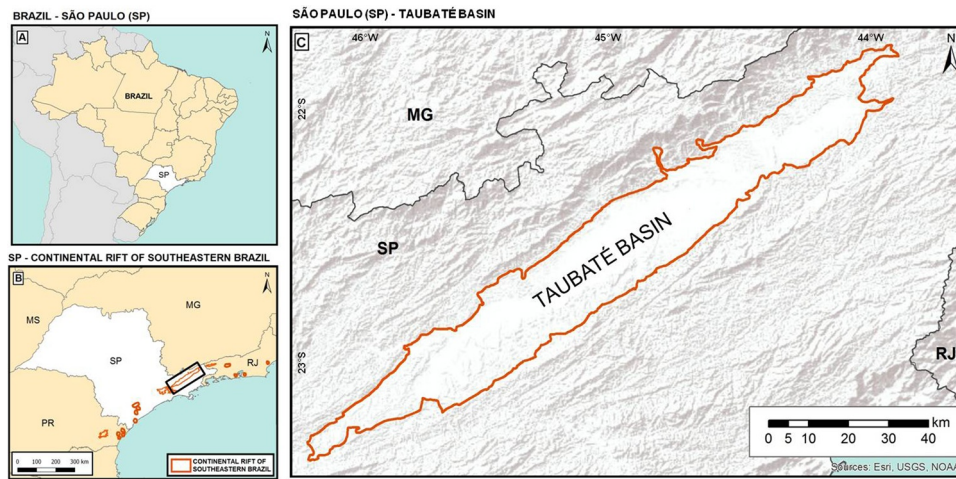 BRAZIL - SÃO PAULO (SP)
A
N
BRAZIL
SP
SP - CONTINENTAL RIFT OF SOUTHEASTERN BRAZIL
B
N
MS
MG
SP
RJ
PR
0 100 200 300 km
CONTINENTAL RIFT OF
SOUTHEASTERN BRAZIL
SÃO PAULO (SP) - TAUBATÉ BASIN
C
46°W
45°W
44°W
N
22°S
MG
SP
TAUBATÉ BASIN
23°S
RJ
km
0 5 10 20 30 40
Sources: Esri, USGS, NOAA